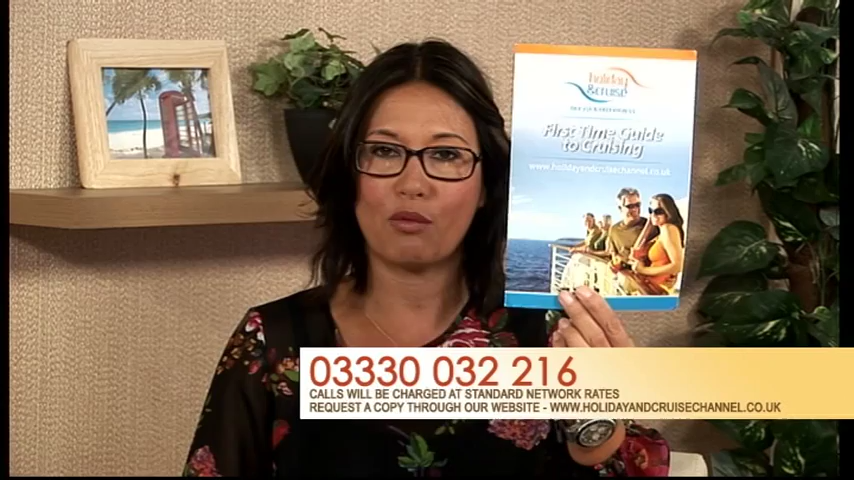 holiday
&cruise
First Time Guide
to Cruising
www.holidayandcruisechannel.co.uk
03330 032 216
CALLS WILL BE CHARGED AT STANDARD NETWORK RATES
REQUEST A COPY THROUGH OUR WEBSITE - WWW.HOLIDAYANDCRUISECHANNEL.CO.UK